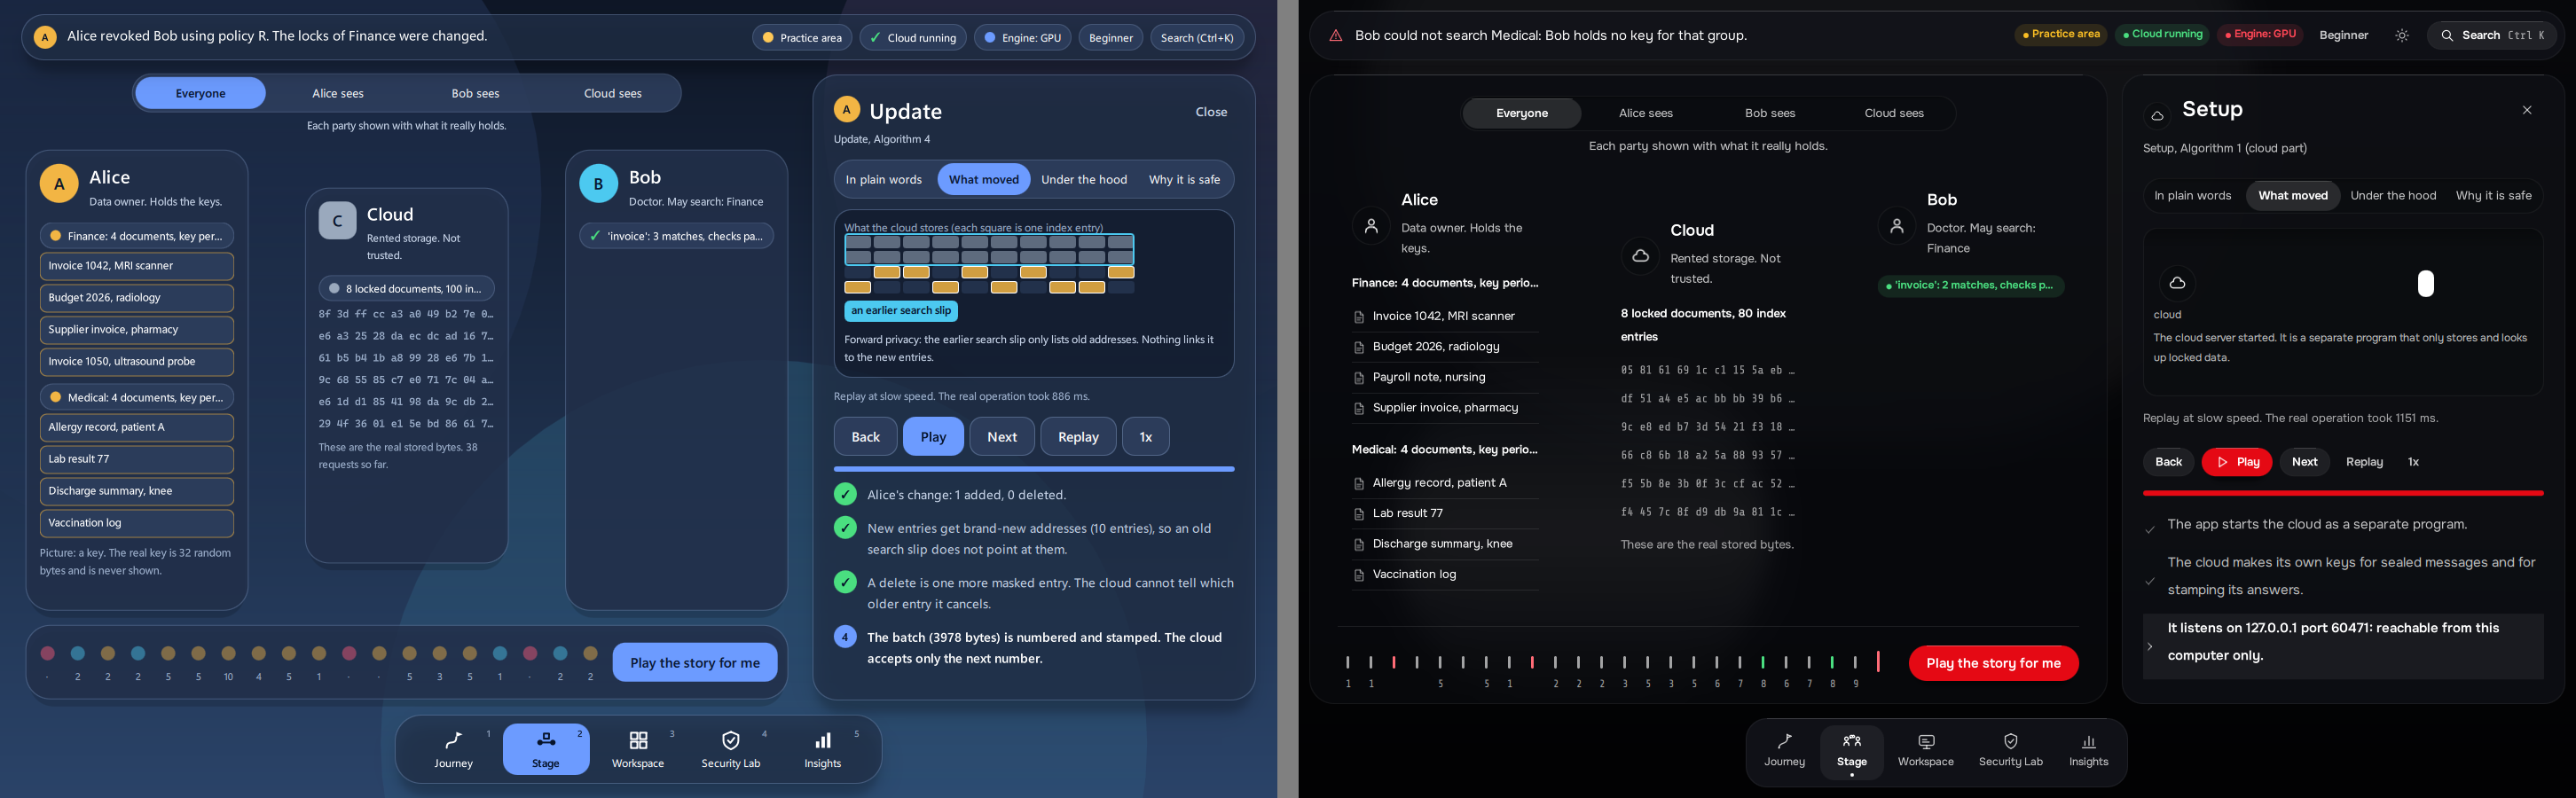 A Alice revoked Bob using policy R. The locks of Finance were changed.
Practice area
Cloud running
Engine: GPU
Beginner
Search (Ctrl+K)
Everyone
Alice sees
Bob sees
Cloud sees
Each party shown with what it really holds.
A Alice
Data owner. Holds the keys.
Finance: 4 documents, key per...
Invoice 1042, MRI scanner
Budget 2026, radiology
Supplier invoice, pharmacy
Invoice 1050, ultrasound probe
Medical: 4 documents, key per...
Allergy record, patient A
Lab result 77
Discharge summary, knee
Vaccination log
Picture: a key. The real key is 32 random
bytes and is never shown.
C Cloud
Rented storage. Not
trusted.
8 locked documents, 100 in...
8f 3d ff cc a3 a0 49 b2 7e 0…
e6 a3 25 28 da ec dc ad 16 7…
61 b5 b4 1b a8 99 28 e6 7b 1…
9c 68 55 85 c7 e0 71 7c 04 a…
e6 1d d1 85 41 98 da 9c db 2…
29 4f 36 01 e1 5e bd 86 61 7…
These are the real stored bytes. 38
requests so far.
B Bob
Doctor. May search: Finance
'invoice': 3 matches, checks pa...
· 2 2 2 5 5 10 4 5 1 · · 5 3 5 1 · 2 2
Play the story for me
A Update
Close
Update, Algorithm 4
In plain words
What moved
Under the hood
Why it is safe
What the cloud stores (each square is one index entry)
an earlier search slip
Forward privacy: the earlier search slip only lists old addresses. Nothing links it
to the new entries.
Replay at slow speed. The real operation took 886 ms.
Back
Play
Next
Replay
1x
Alice's change: 1 added, 0 deleted.
New entries get brand-new addresses (10 entries), so an old
search slip does not point at them.
A delete is one more masked entry. The cloud cannot tell which
older entry it cancels.
4 The batch (3978 bytes) is numbered and stamped. The cloud
accepts only the next number.
Journey 1
Stage 2
Workspace 3
Security Lab 4
Insights 5
Bob could not search Medical: Bob holds no key for that group.
Practice area
Cloud running
Engine: GPU
Beginner
Search Ctrl K
Everyone
Alice sees
Bob sees
Cloud sees
Each party shown with what it really holds.
Alice
Data owner. Holds the
keys.
Finance: 4 documents, key perio...
Invoice 1042, MRI scanner
Budget 2026, radiology
Payroll note, nursing
Supplier invoice, pharmacy
Medical: 4 documents, key perio...
Allergy record, patient A
Lab result 77
Discharge summary, knee
Vaccination log
Cloud
Rented storage. Not
trusted.
8 locked documents, 80 index
entries
05 81 61 69 1c c1 15 5a eb …
df 51 a4 e5 ac bb bb 39 b6 …
9c e8 ed b7 3d 54 21 f3 18 …
66 c8 6b 18 a2 5a 88 93 57 …
f5 5b 8e 3b 0f 3c cf ac 52 …
f4 45 7c 8f d9 db 9a 81 1c …
These are the real stored bytes.
Bob
Doctor. May search:
Finance
'invoice': 2 matches, checks p...
1 1 5 5 1 2 2 2 3 5 3 5 6 7 8 6 7 8 9
Play the story for me
Setup
Setup, Algorithm 1 (cloud part)
In plain words
What moved
Under the hood
Why it is safe
cloud
The cloud server started. It is a separate program that only stores and looks
up locked data.
Replay at slow speed. The real operation took 1151 ms.
Back
Play
Next
Replay
1x
The app starts the cloud as a separate program.
The cloud makes its own keys for sealed messages and for
stamping its answers.
It listens on 127.0.0.1 port 60471: reachable from this
computer only.
Journey
Stage
Workspace
Security Lab
Insights